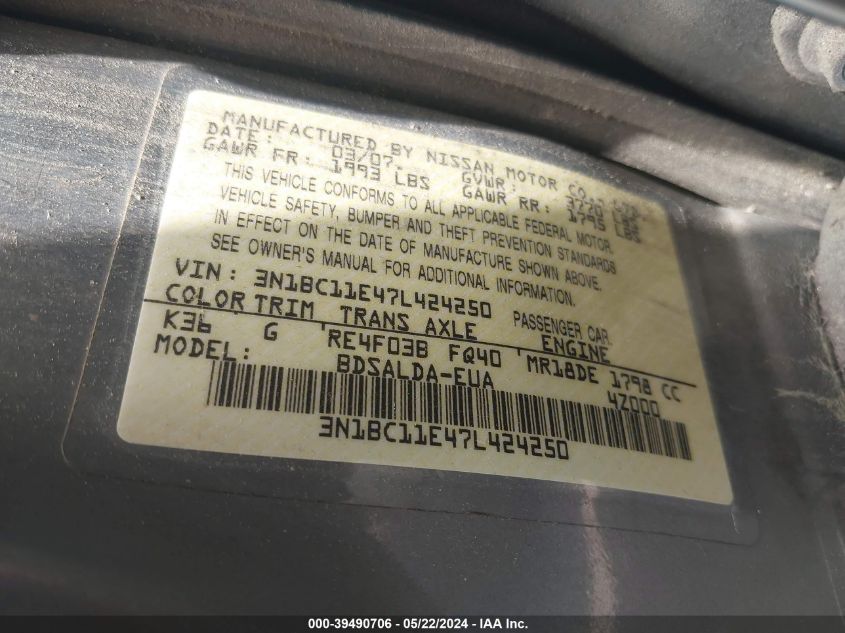 MANUFACTURED BY NISSAN MOTOR CO.,
DATE: 03/07 GVWR:
GAWR FR: 1993 LBS GAWR RR: 1795 LBS
THIS VEHICLE CONFORMS TO ALL APPLICABLE FEDERAL MOTOR
VEHICLE SAFETY, BUMPER AND THEFT PREVENTION STANDARDS
IN EFFECT ON THE DATE OF MANUFACTURE SHOWN ABOVE.
SEE OWNER'S MANUAL FOR ADDITIONAL INFORMATION.
VIN: 3N1BC11E47L424250 PASSENGER CAR
COLOR TRIM TRANS AXLE ENGINE
K36 G RE4F03B FQ40 MR18DE 1798 CC
MODEL: BDSALDA-EUA 4Z000
3N1BC11E47L424250
000-39490706 / 05/22/2024 - IAAI Inc.